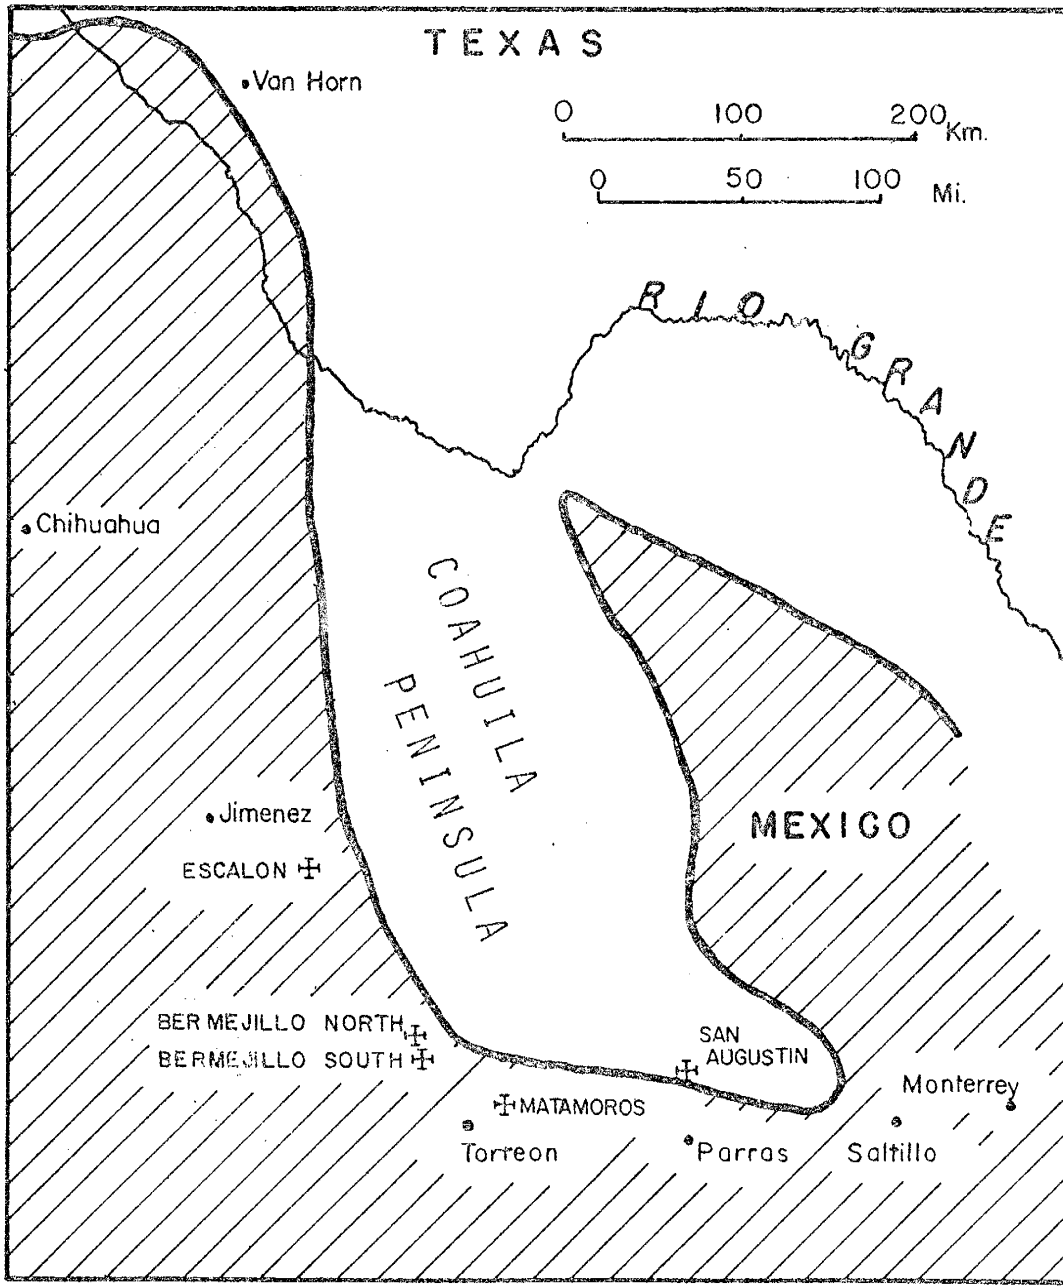 TEXAS
Van Horn
0 100 200 Km.
0 50 100 Mi.
RIO GRANDE
Chihuahua
COAHUILA
PENINSULA
Jimenez
MEXICO
ESCALON
BERMEJILLO NORTH
BERMEJILLO SOUTH
SAN
AUGUSTIN
MATAMOROS
Monterrey
Torreon
Parras
Saltillo